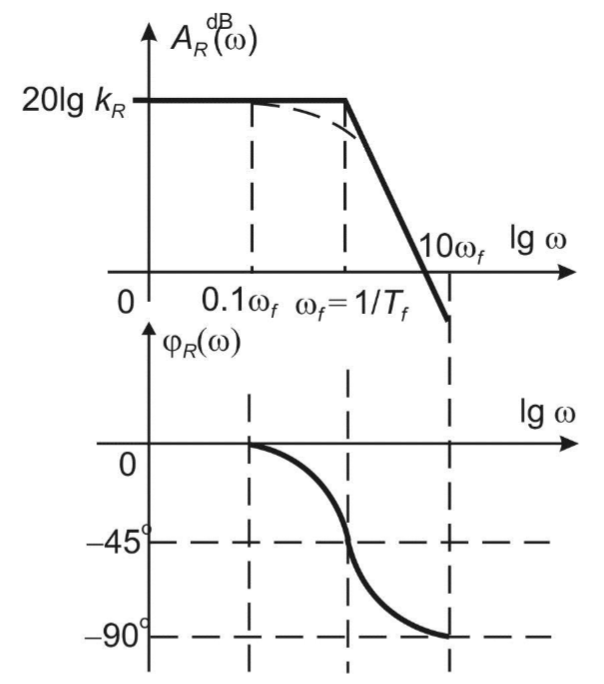 A_R^dB(ω)
20lg k_R
10ω_f
lg ω
0
0.1ω_f
ω_f = 1/T_f
φ_R(ω)
lg ω
0
–45°
–90°